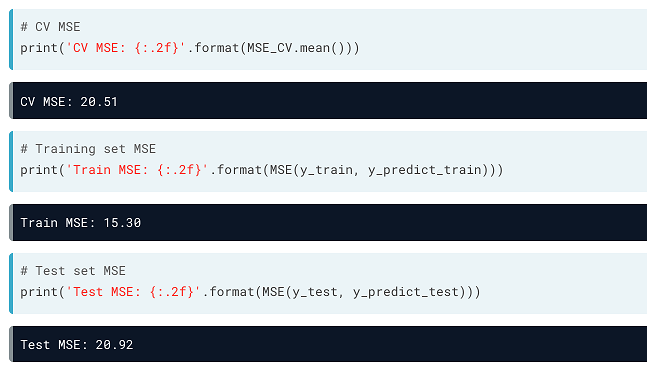 # CV MSE
print('CV MSE: {:.2f}'.format(MSE_CV.mean()))
CV MSE: 20.51
# Training set MSE
print('Train MSE: {:.2f}'.format(MSE(y_train, y_predict_train)))
Train MSE: 15.30
# Test set MSE
print('Test MSE: {:.2f}'.format(MSE(y_test, y_predict_test)))
Test MSE: 20.92